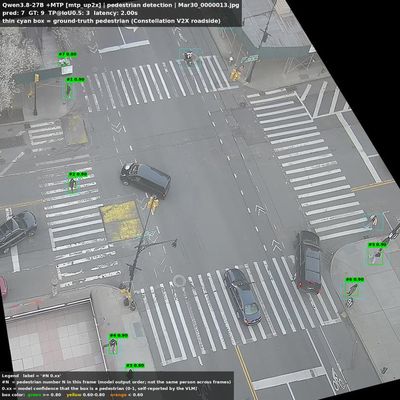 Qwen3.8-27B +MTP [mtp_up2x] | pedestrian detection | Mar30_0000013.jpg
pred: 7 GT: 9 TP@IoU0.5: 3 latency: 2.00s
thin cyan box = ground-truth pedestrian (Constellation V2X roadside)
Legend label = '#N 0.xx'
#N = pedestrian number N in this frame (model output order; not the same person across frames)
0.xx = model confidence that the box is a pedestrian (0-1, self-reported by the VLM)
box color: green >= 0.80 yellow 0.60-0.80 orange < 0.60